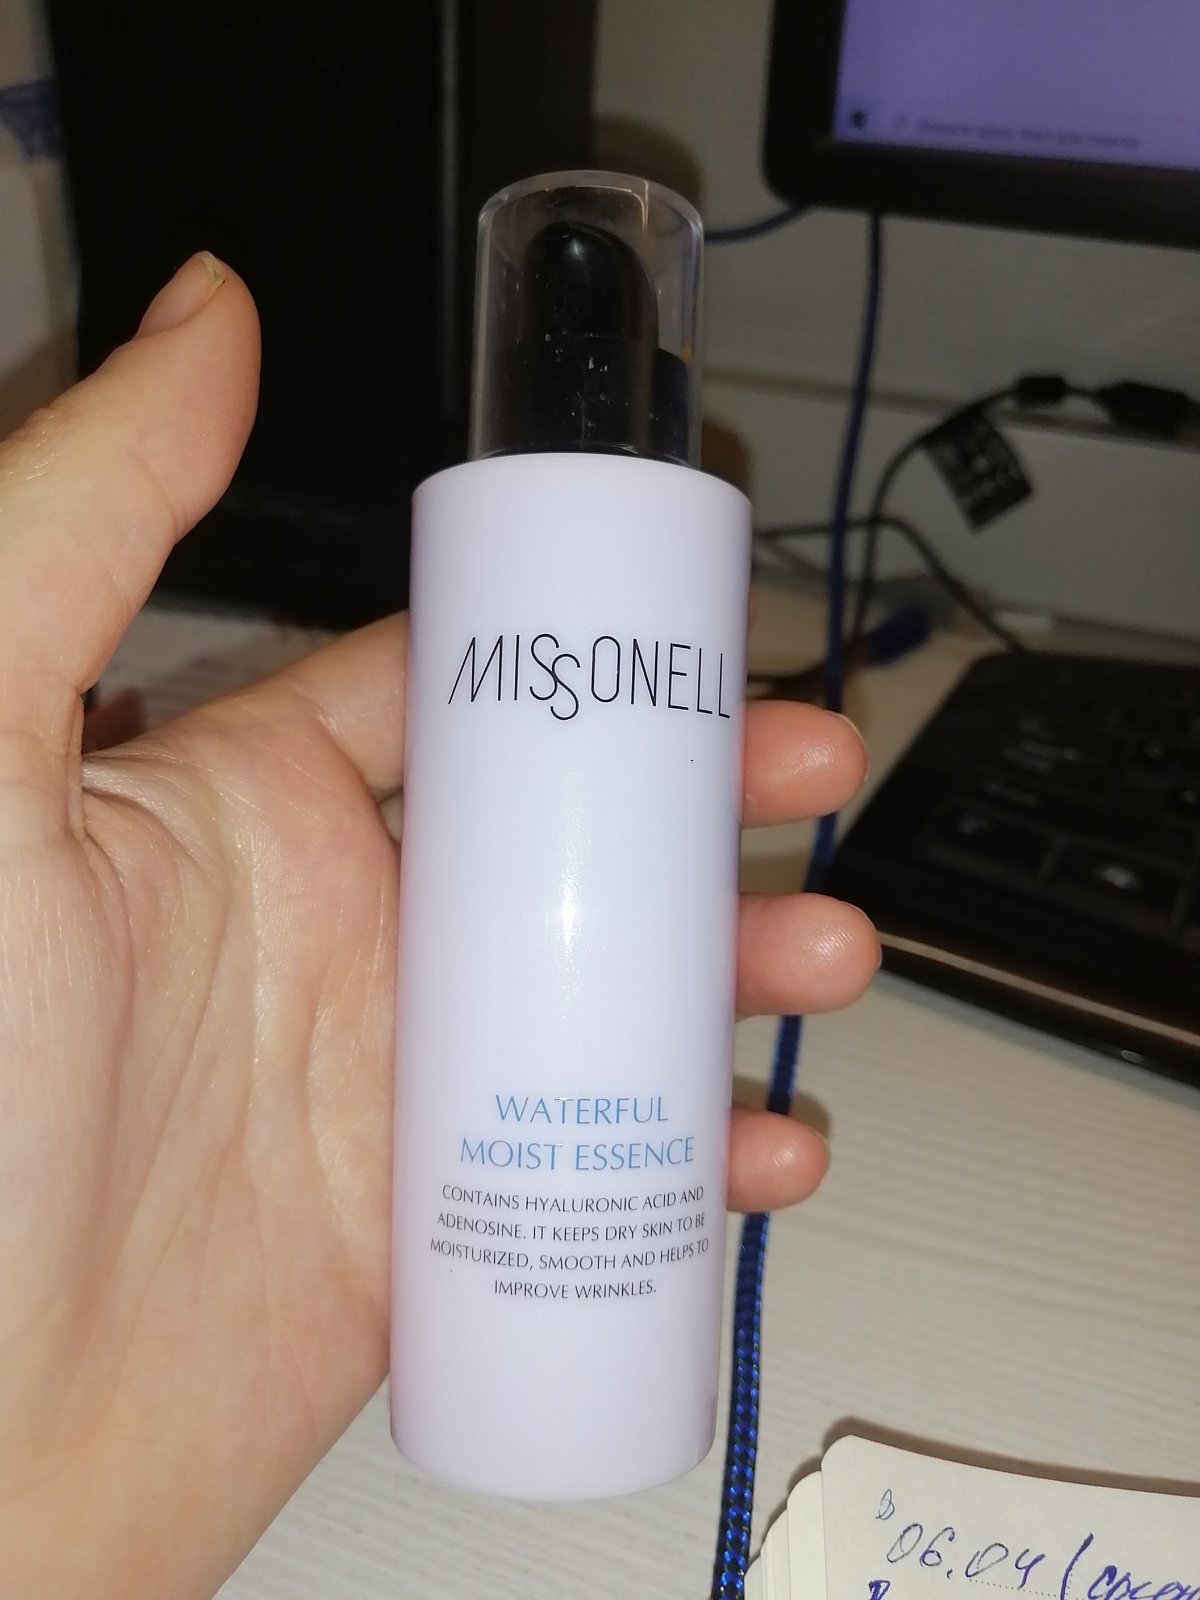 MISSONELL
WATERFUL
MOIST ESSENCE
CONTAINS HYALURONIC ACID AND
ADENOSINE. IT KEEPS DRY SKIN TO BE
MOISTURIZED, SMOOTH AND HELPS TO
IMPROVE WRINKLES.
06.04